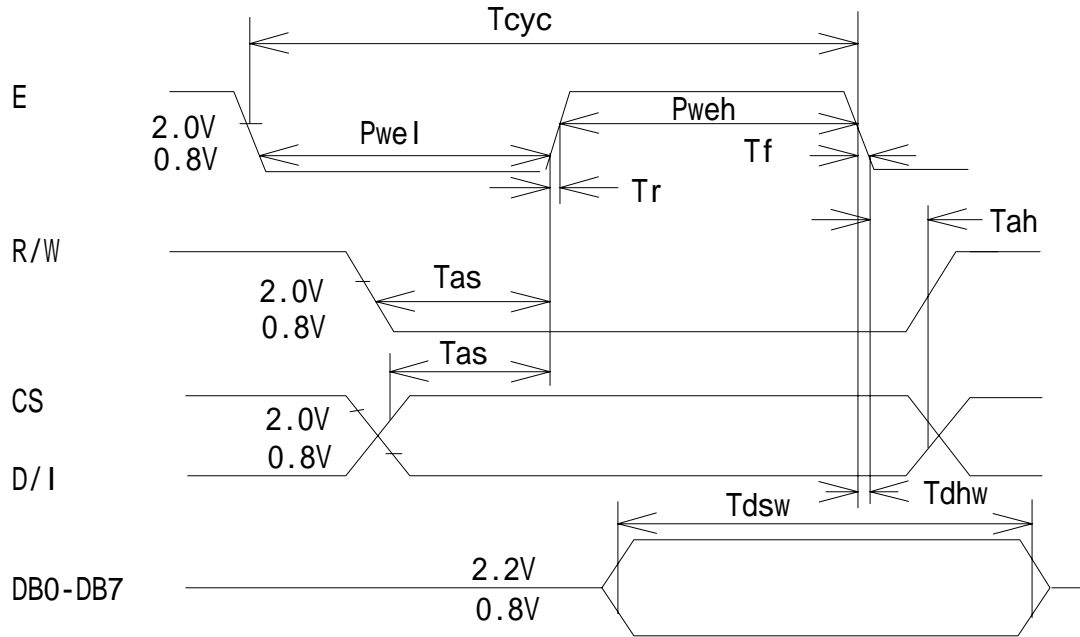 Tcyc
E
Pweh
2.0V
Pwel
0.8V
Tf
Tr
Tah
R/W
Tas
2.0V
0.8V
Tas
CS
2.0V
0.8V
D/I
Tdsw
Tdhw
2.2V
DB0-DB7
0.8V